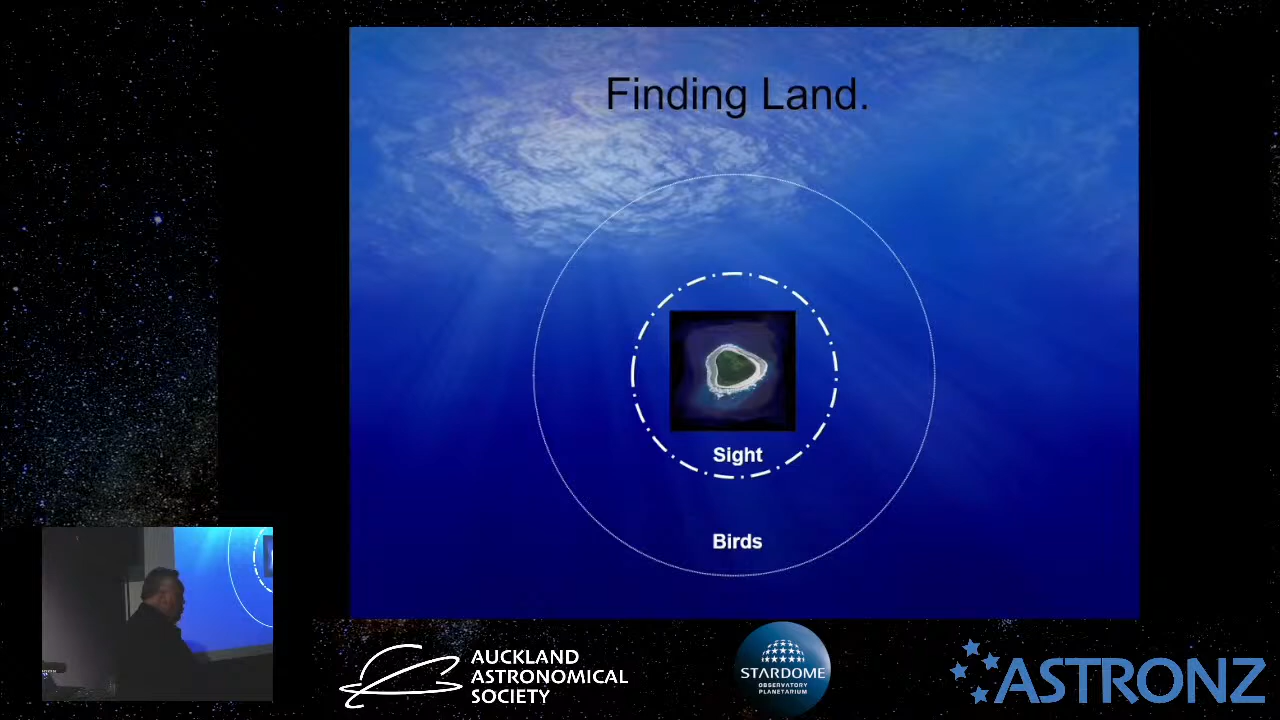 Finding Land.
Sight
Birds
AUCKLAND
ASTRONOMICAL
SOCIETY
STARDOME
OBSERVATORY
PLANETARIUM
ASTRONZ